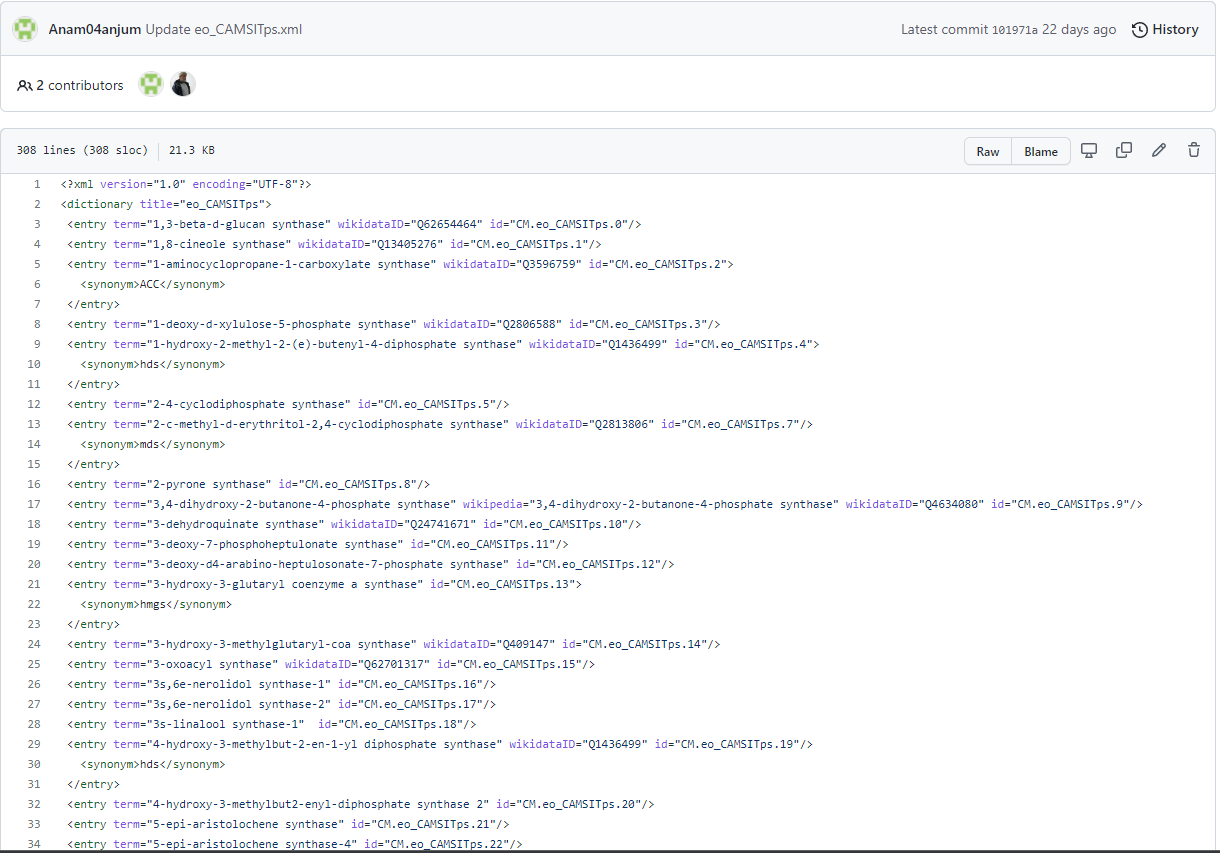 Anam04anjum Update eo_CAMSITps.xml Latest commit 101971a 22 days ago History
2 contributors
308 lines (308 sloc) 21.3 KB Raw Blame
1 <?xml version="1.0" encoding="UTF-8"?>
2 <dictionary title="eo_CAMSITps">
3 <entry term="1,3-beta-d-glucan synthase" wikidataID="Q62654464" id="CM.eo_CAMSITps.0"/>
4 <entry term="1,8-cineole synthase" wikidataID="Q13405276" id="CM.eo_CAMSITps.1"/>
5 <entry term="1-aminocyclopropane-1-carboxylate synthase" wikidataID="Q3596759" id="CM.eo_CAMSITps.2">
6 <synonym>ACC</synonym>
7 </entry>
8 <entry term="1-deoxy-d-xylulose-5-phosphate synthase" wikidataID="Q2806588" id="CM.eo_CAMSITps.3"/>
9 <entry term="1-hydroxy-2-methyl-2-(e)-butenyl-4-diphosphate synthase" wikidataID="Q1436499" id="CM.eo_CAMSITps.4">
10 <synonym>hds</synonym>
11 </entry>
12 <entry term="2-4-cyclodiphosphate synthase" id="CM.eo_CAMSITps.5"/>
13 <entry term="2-c-methyl-d-erythritol-2,4-cyclodiphosphate synthase" wikidataID="Q2813806" id="CM.eo_CAMSITps.7"/>
14 <synonym>mds</synonym>
15 </entry>
16 <entry term="2-pyrone synthase" id="CM.eo_CAMSITps.8"/>
17 <entry term="3,4-dihydroxy-2-butanone-4-phosphate synthase" wikipedia="3,4-dihydroxy-2-butanone-4-phosphate synthase" wikidataID="Q4634080" id="CM.eo_CAMSITps.9"/>
18 <entry term="3-dehydroquinate synthase" wikidataID="Q24741671" id="CM.eo_CAMSITps.10"/>
19 <entry term="3-deoxy-7-phosphoheptulonate synthase" id="CM.eo_CAMSITps.11"/>
20 <entry term="3-deoxy-d4-arabino-heptulosonate-7-phosphate synthase" id="CM.eo_CAMSITps.12"/>
21 <entry term="3-hydroxy-3-glutaryl coenzyme a synthase" id="CM.eo_CAMSITps.13">
22 <synonym>hmgs</synonym>
23 </entry>
24 <entry term="3-hydroxy-3-methylglutaryl-coa synthase" wikidataID="Q409147" id="CM.eo_CAMSITps.14"/>
25 <entry term="3-oxoacyl synthase" wikidataID="Q62701317" id="CM.eo_CAMSITps.15"/>
26 <entry term="3s,6e-nerolidol synthase-1" id="CM.eo_CAMSITps.16"/>
27 <entry term="3s,6e-nerolidol synthase-2" id="CM.eo_CAMSITps.17"/>
28 <entry term="3s-linalool synthase-1"  id="CM.eo_CAMSITps.18"/>
29 <entry term="4-hydroxy-3-methylbut-2-en-1-yl diphosphate synthase" wikidataID="Q1436499" id="CM.eo_CAMSITps.19"/>
30 <synonym>hds</synonym>
31 </entry>
32 <entry term="4-hydroxy-3-methylbut2-enyl-diphosphate synthase 2" id="CM.eo_CAMSITps.20"/>
33 <entry term="5-epi-aristolochene synthase" id="CM.eo_CAMSITps.21"/>
34 <entry term="5-epi-aristolochene synthase-4" id="CM.eo_CAMSITps.22"/>